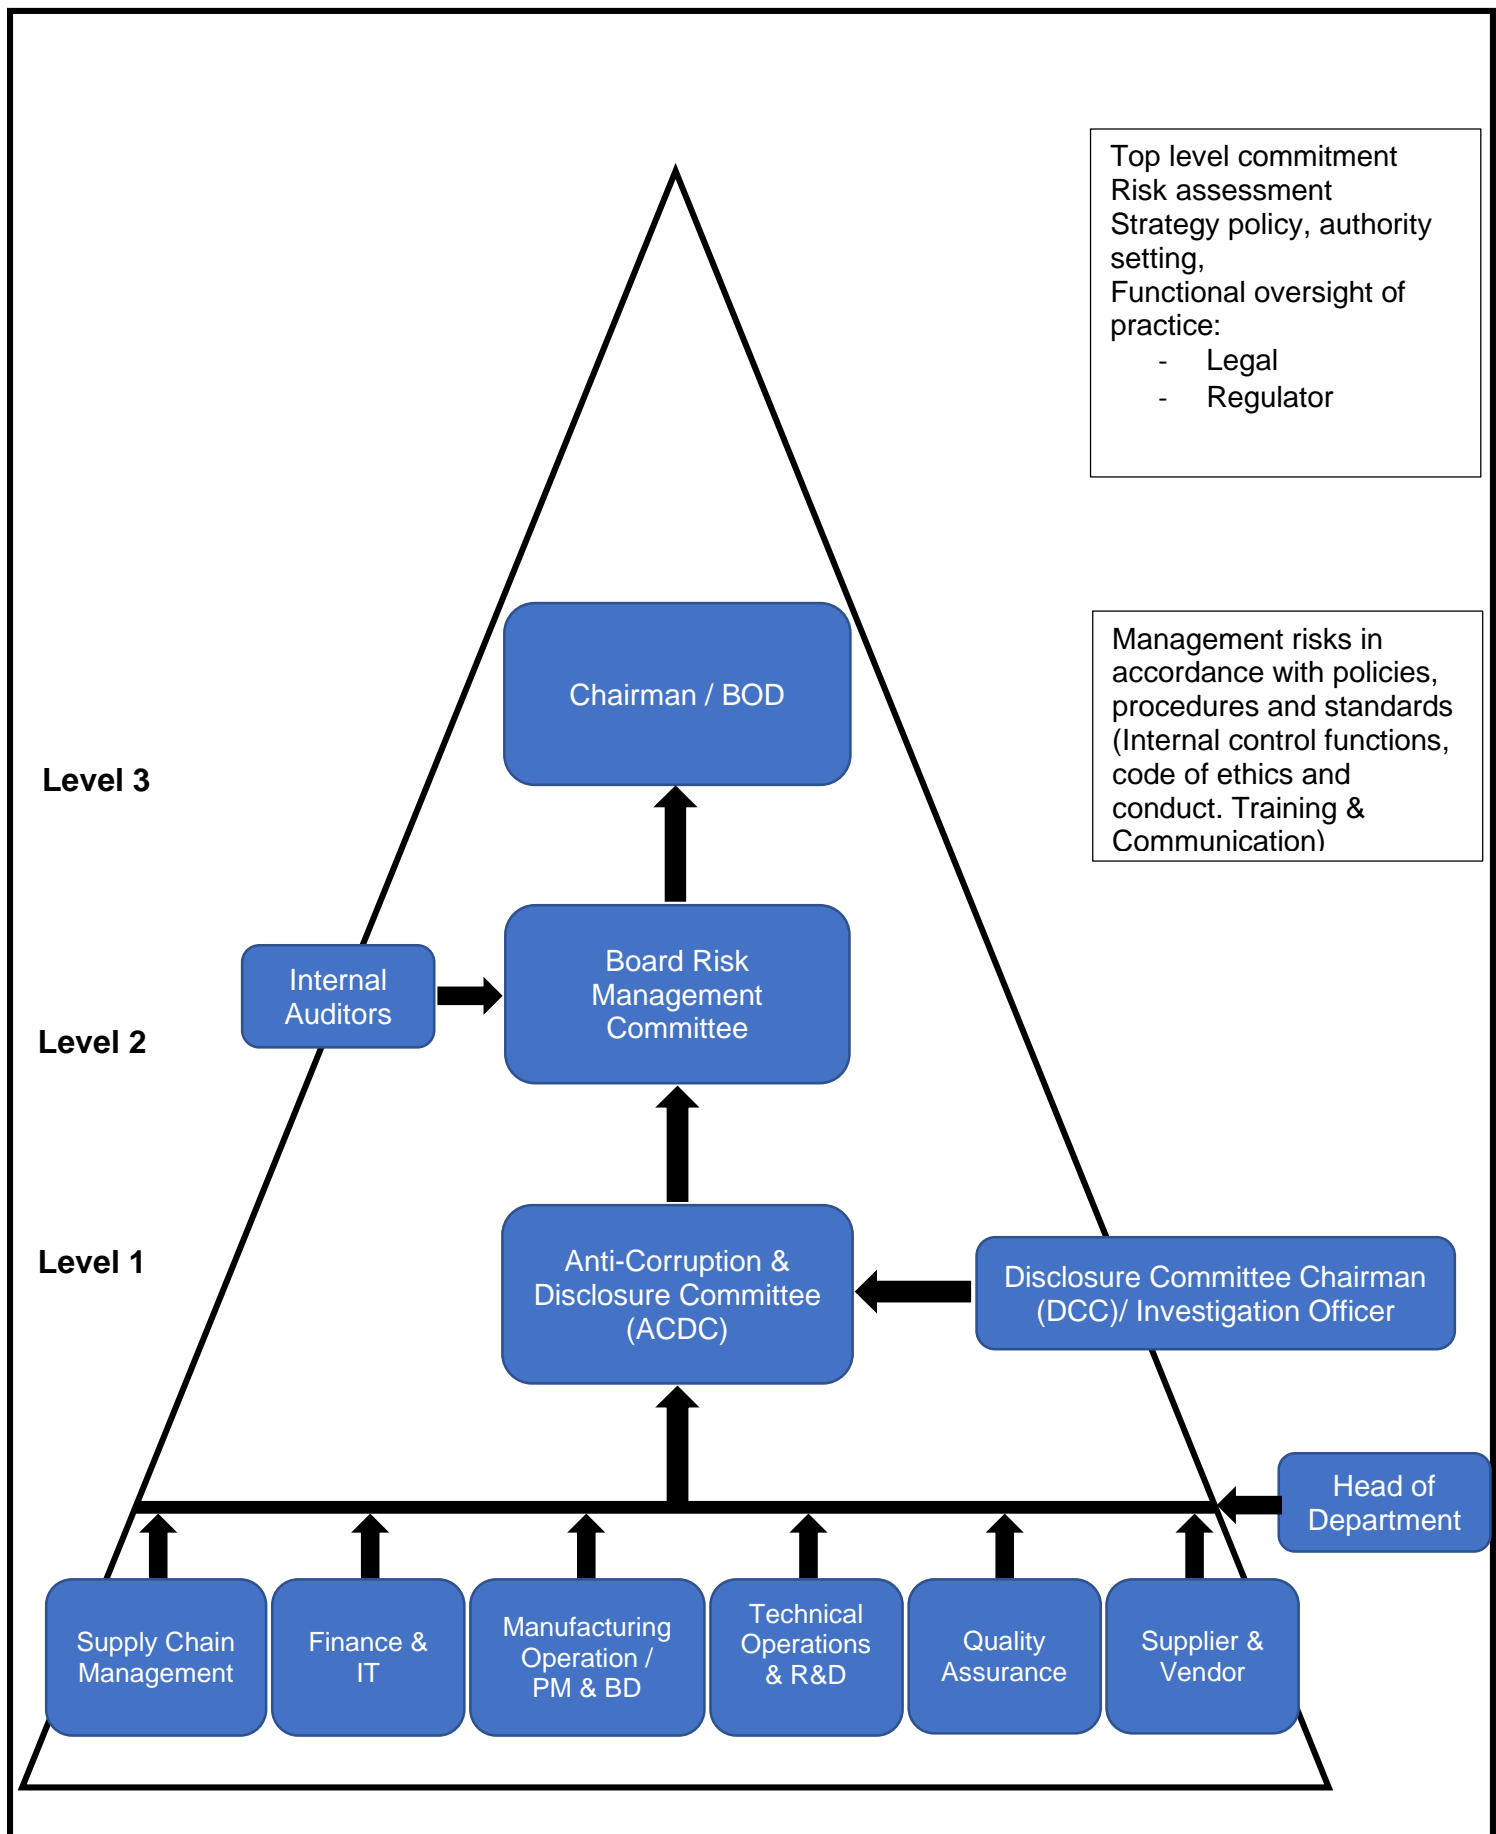 Top level commitment
Risk assessment
Strategy policy, authority
setting,
Functional oversight of
practice:
- Legal
- Regulator
Chairman / BOD
Management risks in
accordance with policies,
procedures and standards
(Internal control functions,
code of ethics and
conduct. Training &
Communication)
Level 3
Internal
Auditors
Board Risk
Management
Committee
Level 2
Level 1
Anti-Corruption &
Disclosure Committee
(ACDC)
Disclosure Committee Chairman
(DCC)/ Investigation Officer
Head of
Department
Supply Chain
Management
Finance &
IT
Manufacturing
Operation /
PM & BD
Technical
Operations
& R&D
Quality
Assurance
Supplier &
Vendor